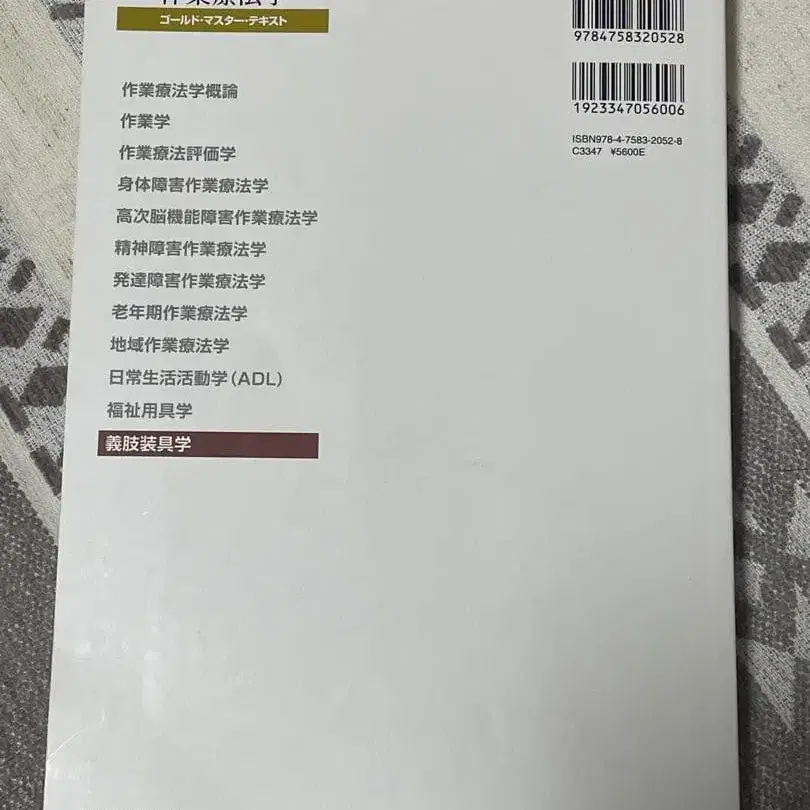 作業療法学
ゴールド・マスター・テキスト
9784758320528
1923347056006
ISBN978-4-7583-2052-8
C3347 ¥5600E
作業療法学概論
作業学
作業療法評価学
身体障害作業療法学
高次脳機能障害作業療法学
精神障害作業療法学
発達障害作業療法学
老年期作業療法学
地域作業療法学
日常生活活動学(ADL)
福祉用具学
義肢装具学